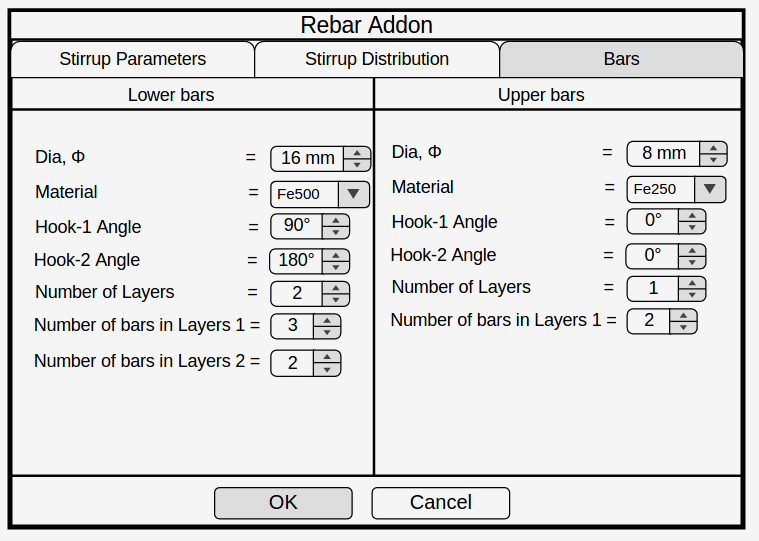 Rebar Addon
Stirrup Parameters
Stirrup Distribution
Bars
Lower bars
Dia, Φ = 16 mm
Material = Fe500
Hook-1 Angle = 90°
Hook-2 Angle = 180°
Number of Layers = 2
Number of bars in Layers 1 = 3
Number of bars in Layers 2 = 2
Upper bars
Dia, Φ = 8 mm
Material = Fe250
Hook-1 Angle = 0°
Hook-2 Angle = 0°
Number of Layers = 1
Number of bars in Layers 1 = 2
OK
Cancel